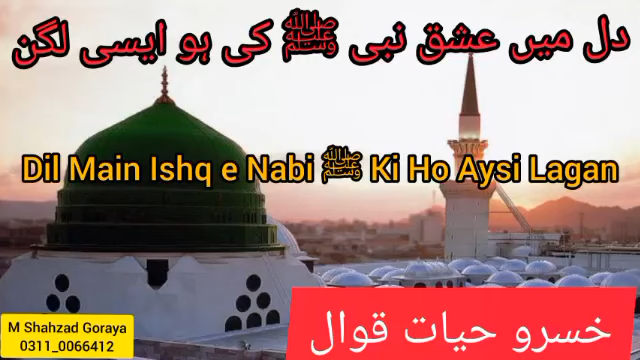 دل میں عشق نبی ﷺ کی ہو ایسی لگن
Dil Main Ishq e Nabi ﷺ Ki Ho Aysi Lagan
M Shahzad Goraya
0311_0066412
خسرو حیات قوال